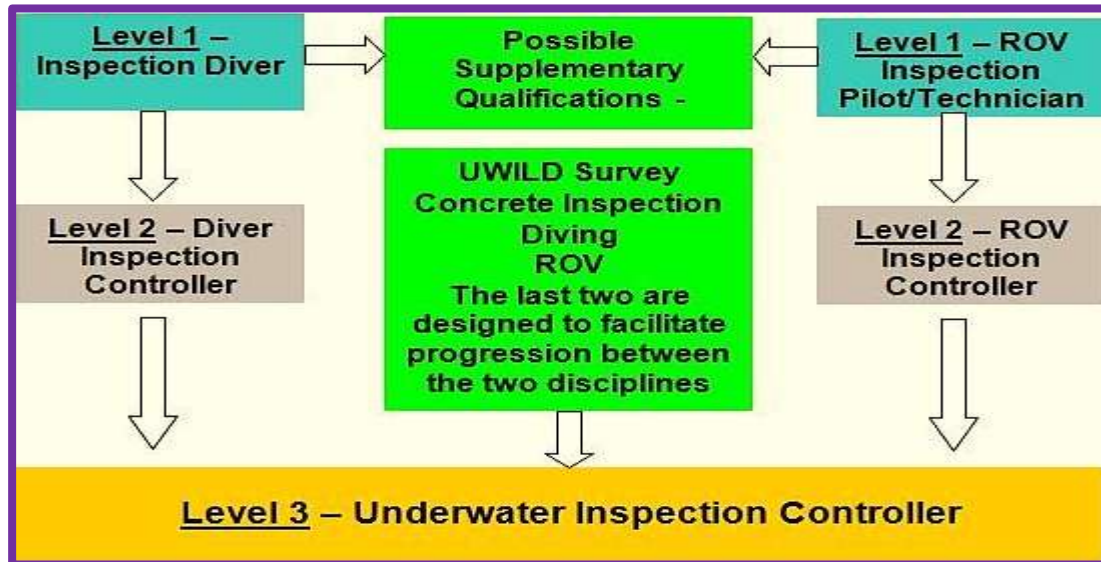 Level 1 –
Inspection Diver
Possible
Supplementary
Qualifications -
Level 1 – ROV
Inspection
Pilot/Technician
Level 2 – Diver
Inspection
Controller
UWILD Survey
Concrete Inspection
Diving
ROV
The last two are
designed to facilitate
progression between
the two disciplines
Level 2 – ROV
Inspection
Controller
Level 3 – Underwater Inspection Controller